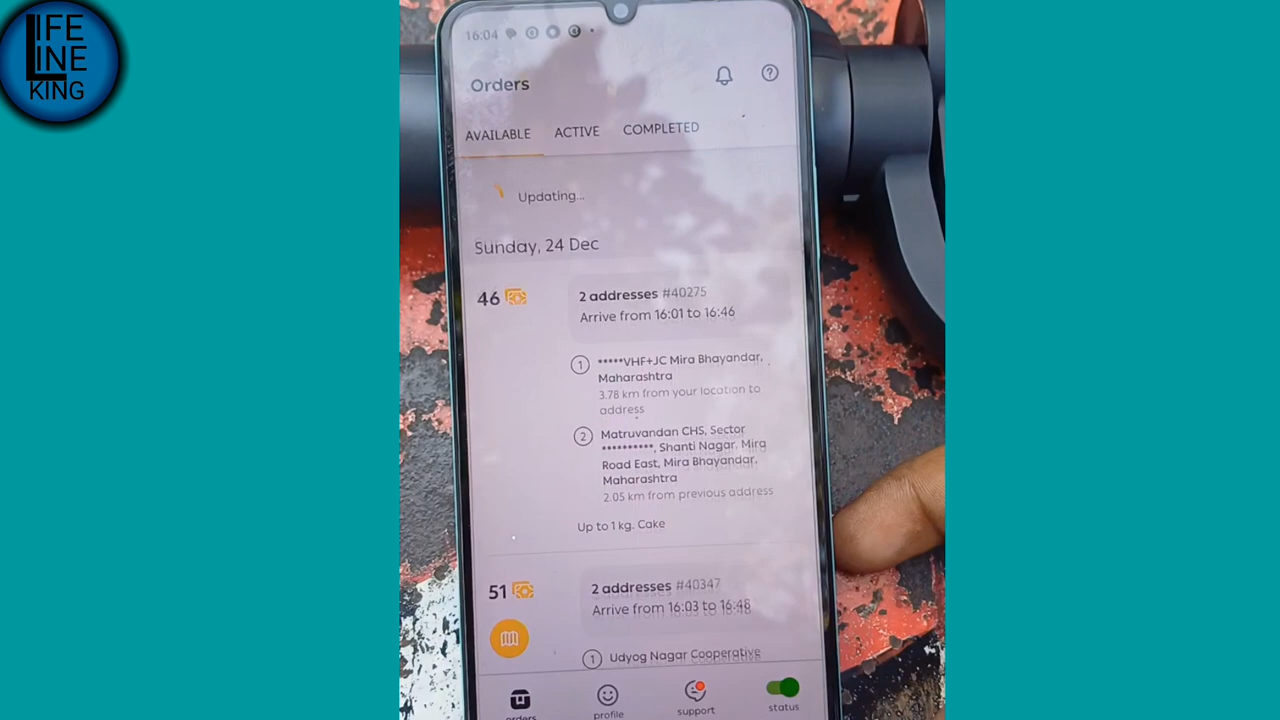 LIFE
LINE
KING
16:04
Orders
AVAILABLE ACTIVE COMPLETED
Updating...
Sunday, 24 Dec
46
2 addresses #40275
Arrive from 16:01 to 16:46
1
*****VHF+JC Mira Bhayandar,
Maharashtra
3.78 km from your location to
address
2
Matruvandan CHS, Sector
**********, Shanti Nagar, Mira
Road East, Mira Bhayandar,
Maharashtra
2.05 km from previous address
Up to 1 kg. Cake
51
2 addresses #40347
Arrive from 16:03 to 16:48
1
Udyog Nagar Cooperative
orders profile support status